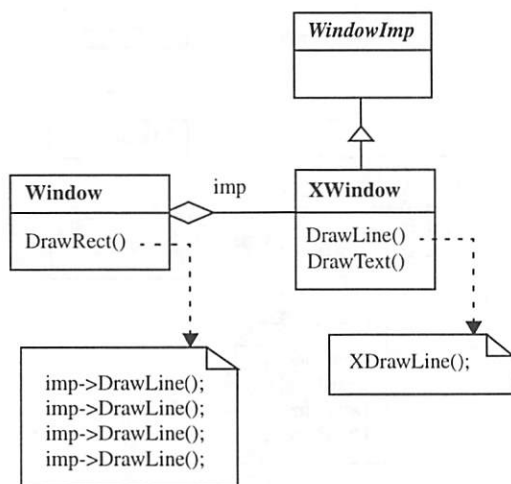 WindowImp
Window
imp
XWindow
DrawRect()
DrawLine()
DrawText()
imp->DrawLine();
imp->DrawLine();
imp->DrawLine();
imp->DrawLine();
XDrawLine();